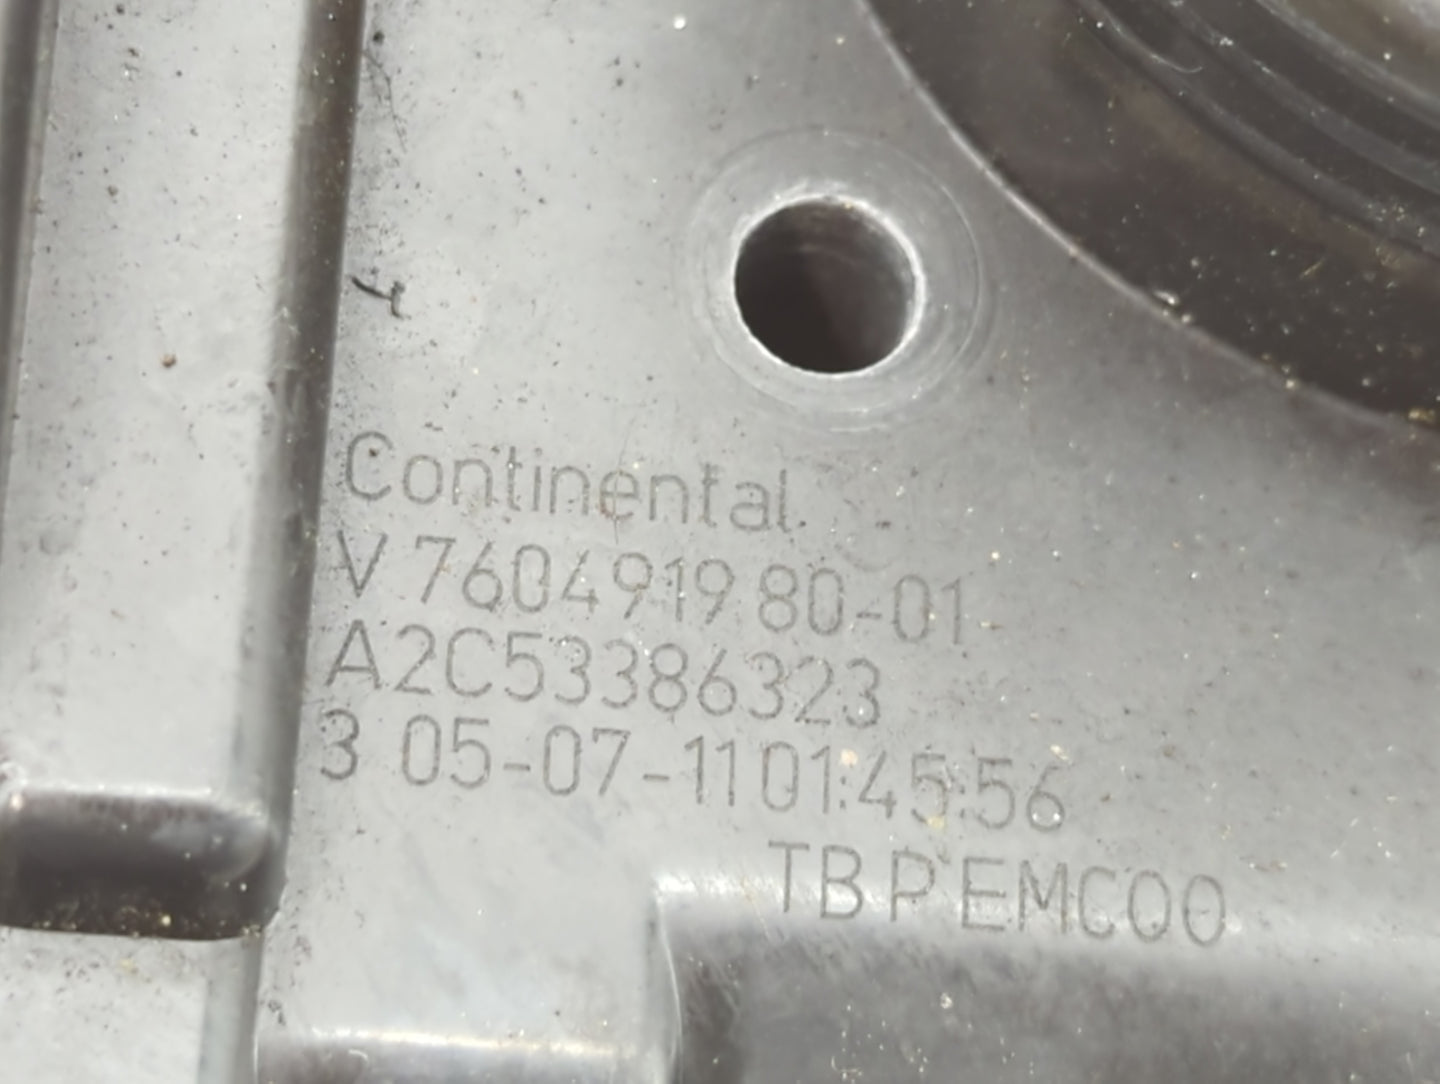 Continental
V 7604919 80-01
A2C53386323
3 05-07-11 01:45:56
TB P EMC00